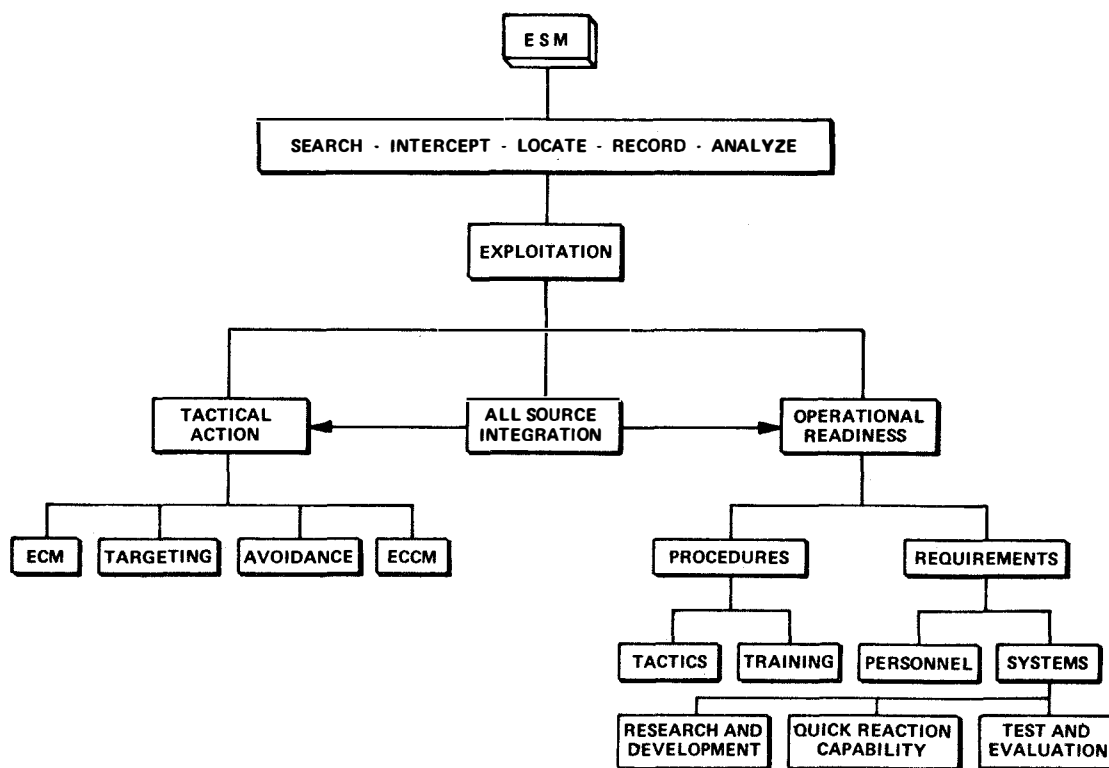 ESM
SEARCH - INTERCEPT - LOCATE - RECORD - ANALYZE
EXPLOITATION
TACTICAL
ACTION
ALL SOURCE
INTEGRATION
OPERATIONAL
READINESS
ECM
TARGETING
AVOIDANCE
ECCM
PROCEDURES
REQUIREMENTS
TACTICS
TRAINING
PERSONNEL
SYSTEMS
RESEARCH AND
DEVELOPMENT
QUICK REACTION
CAPABILITY
TEST AND
EVALUATION